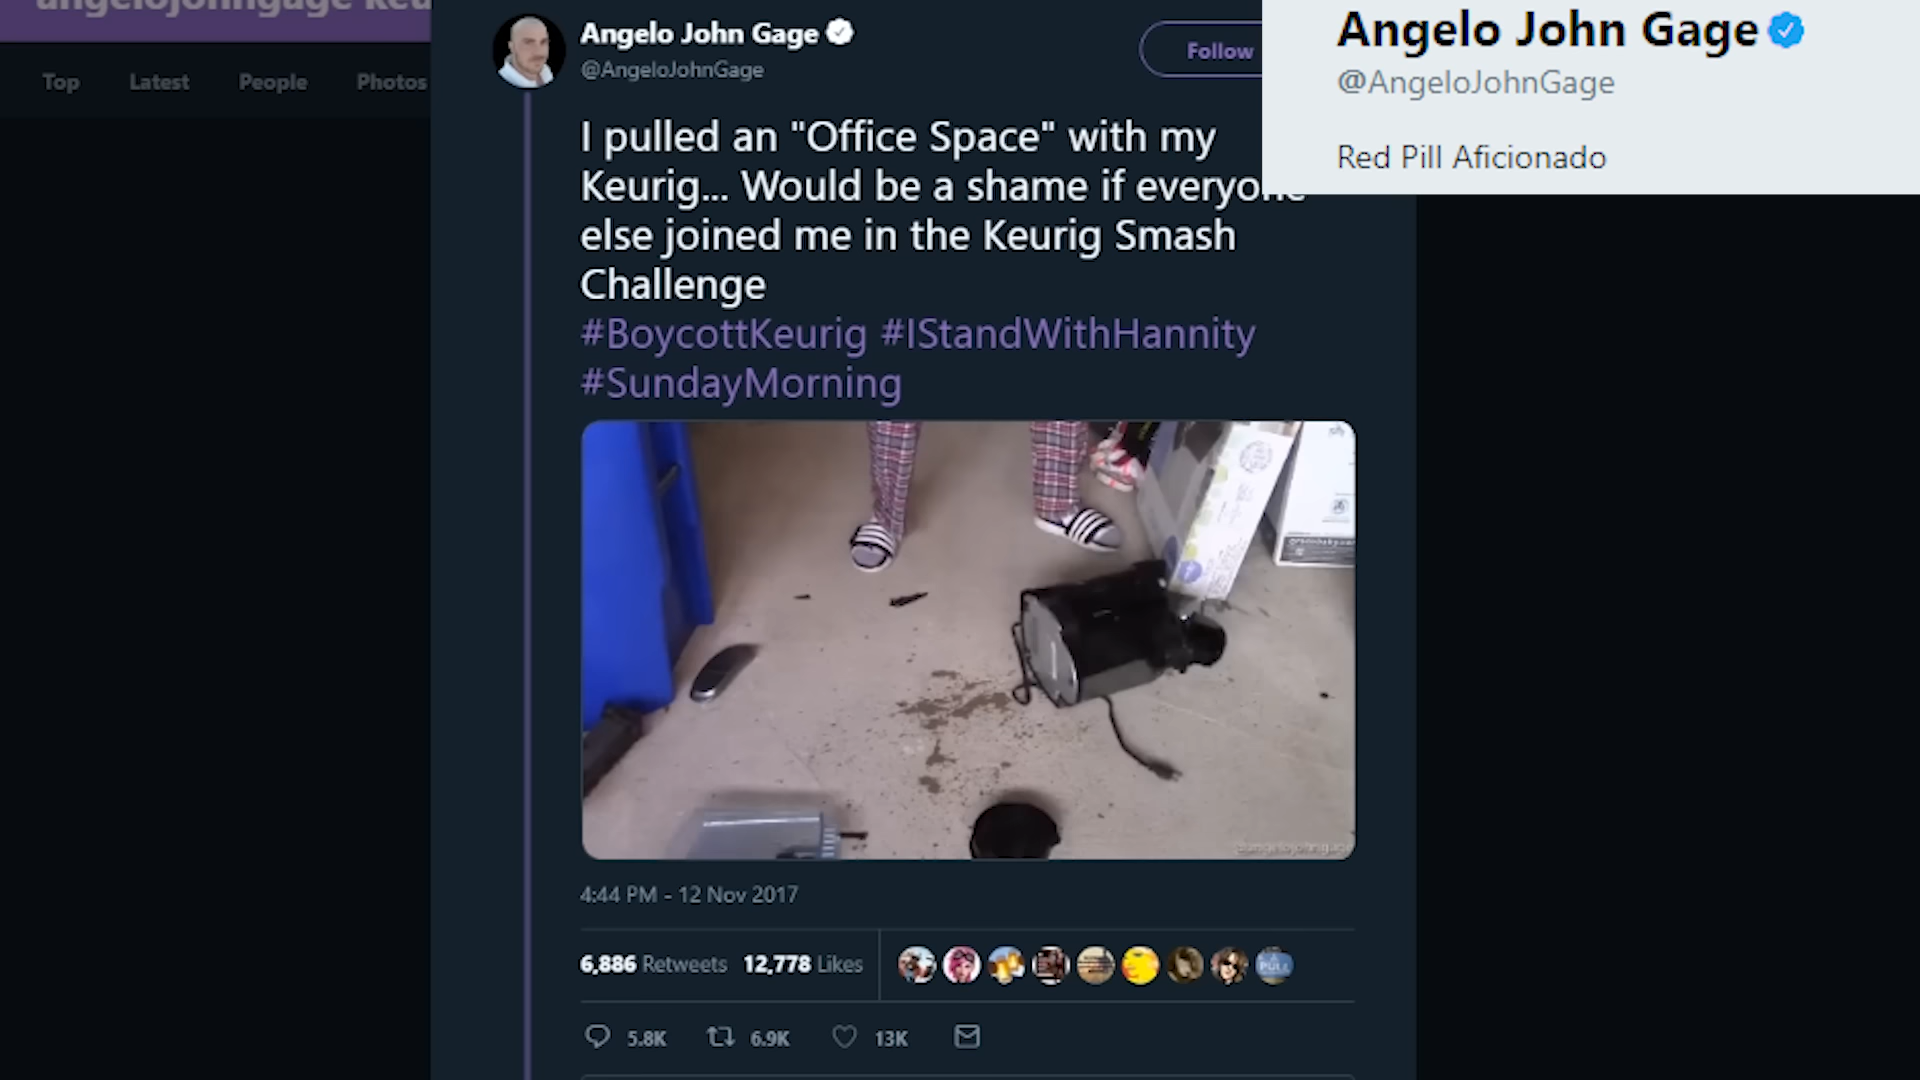 Top Latest People Photos
Angelo John Gage
@AngeloJohnGage
Follow
Angelo John Gage
@AngeloJohnGage
Red Pill Aficionado
I pulled an "Office Space" with my
Keurig... Would be a shame if everyone
else joined me in the Keurig Smash
Challenge
#BoycottKeurig #IStandWithHannity
#SundayMorning
@angelojohngage
4:44 PM - 12 Nov 2017
6,886 Retweets 12,778 Likes
PULL
5.8K 6.9K 13K